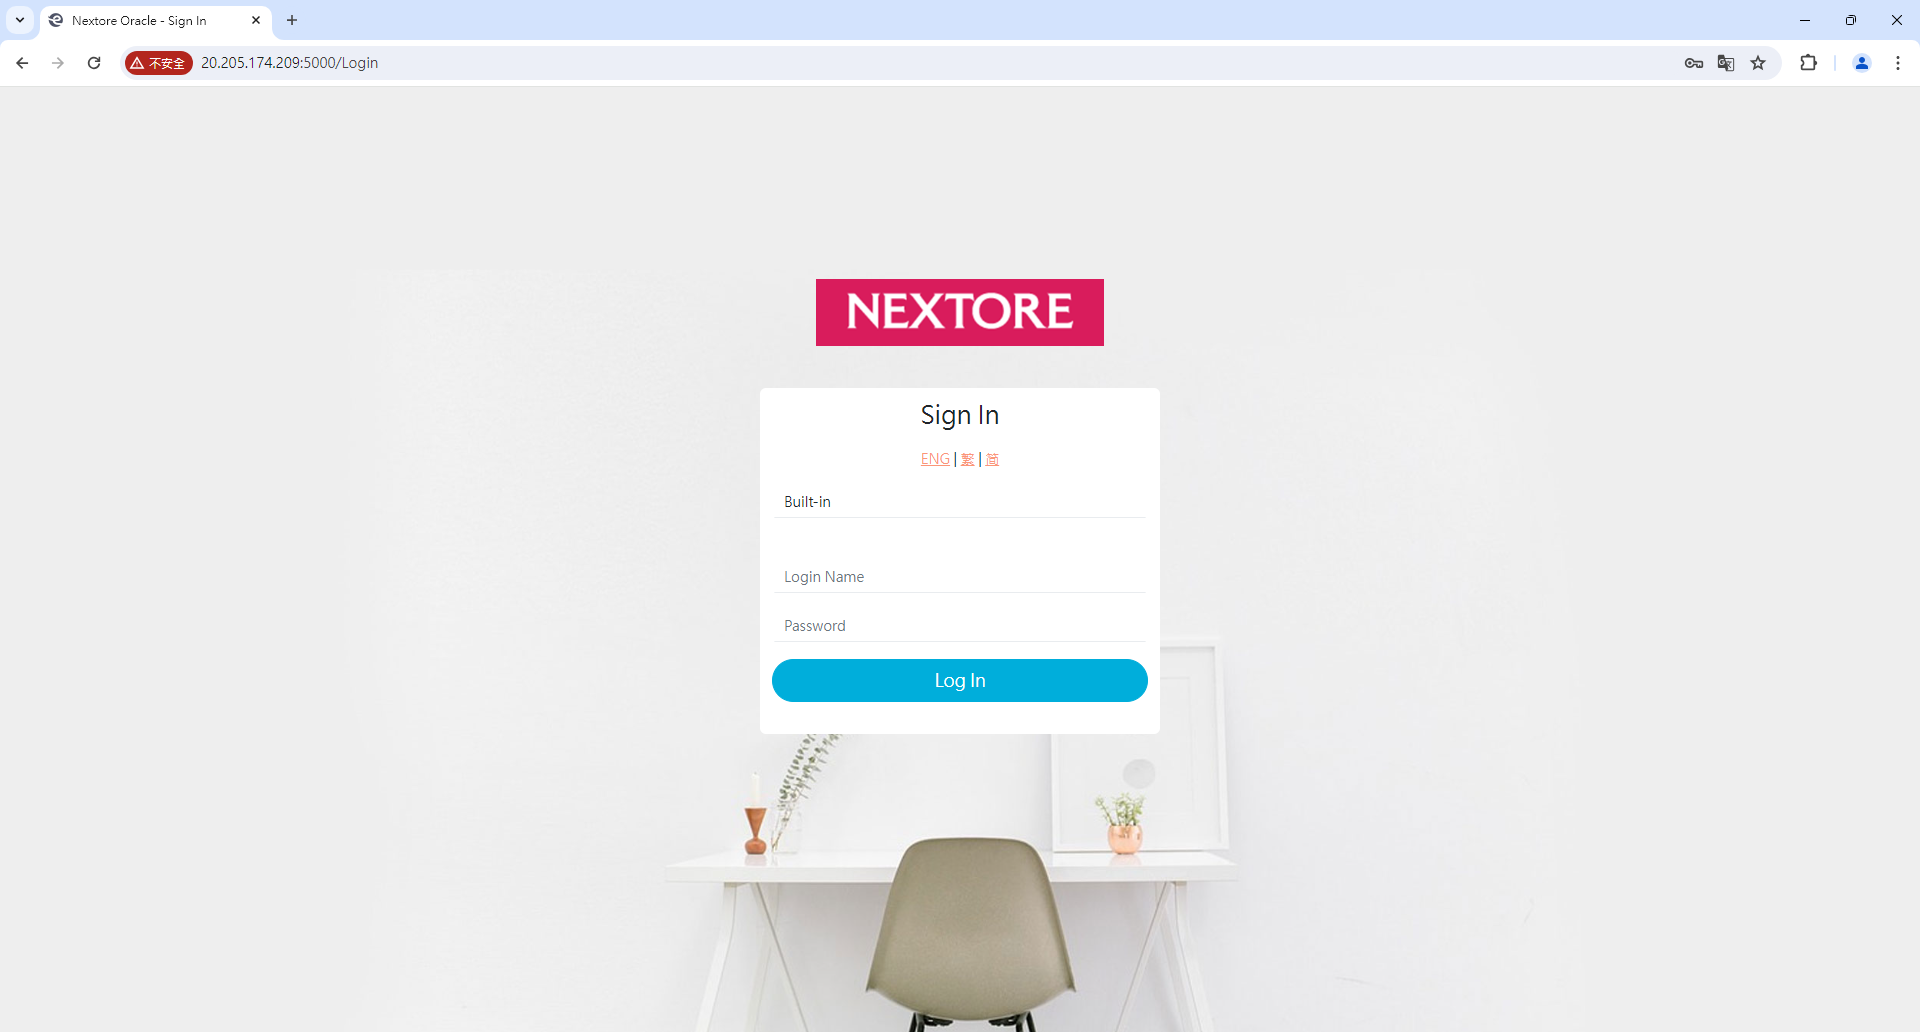 Nextore Oracle - Sign In
不安全 20.205.174.209:5000/Login
NEXTORE
Sign In
ENG | 繁 | 简
Built-in
Login Name
Password
Log In